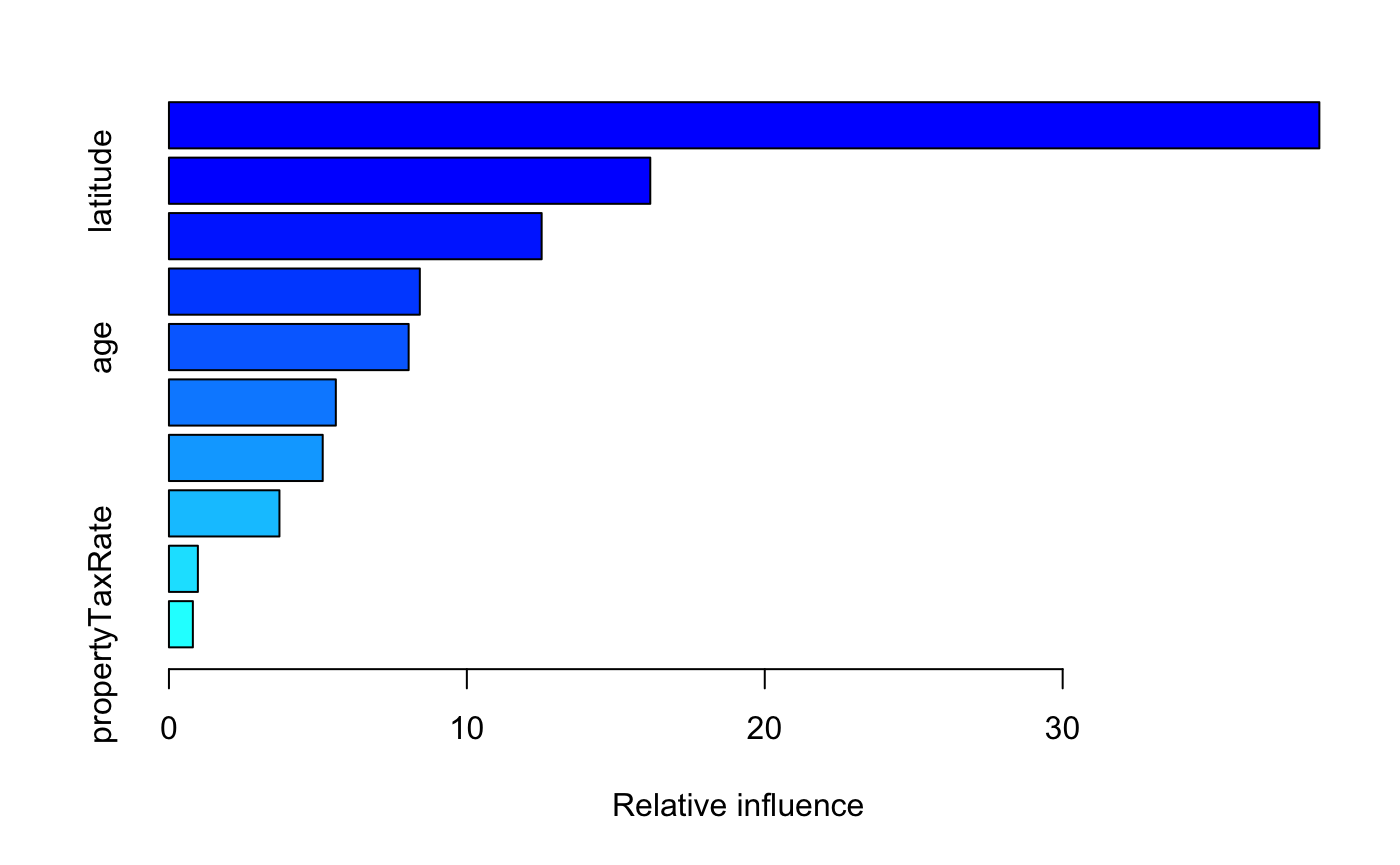 latitude
age
propertyTaxRate
0 10 20 30
Relative influence